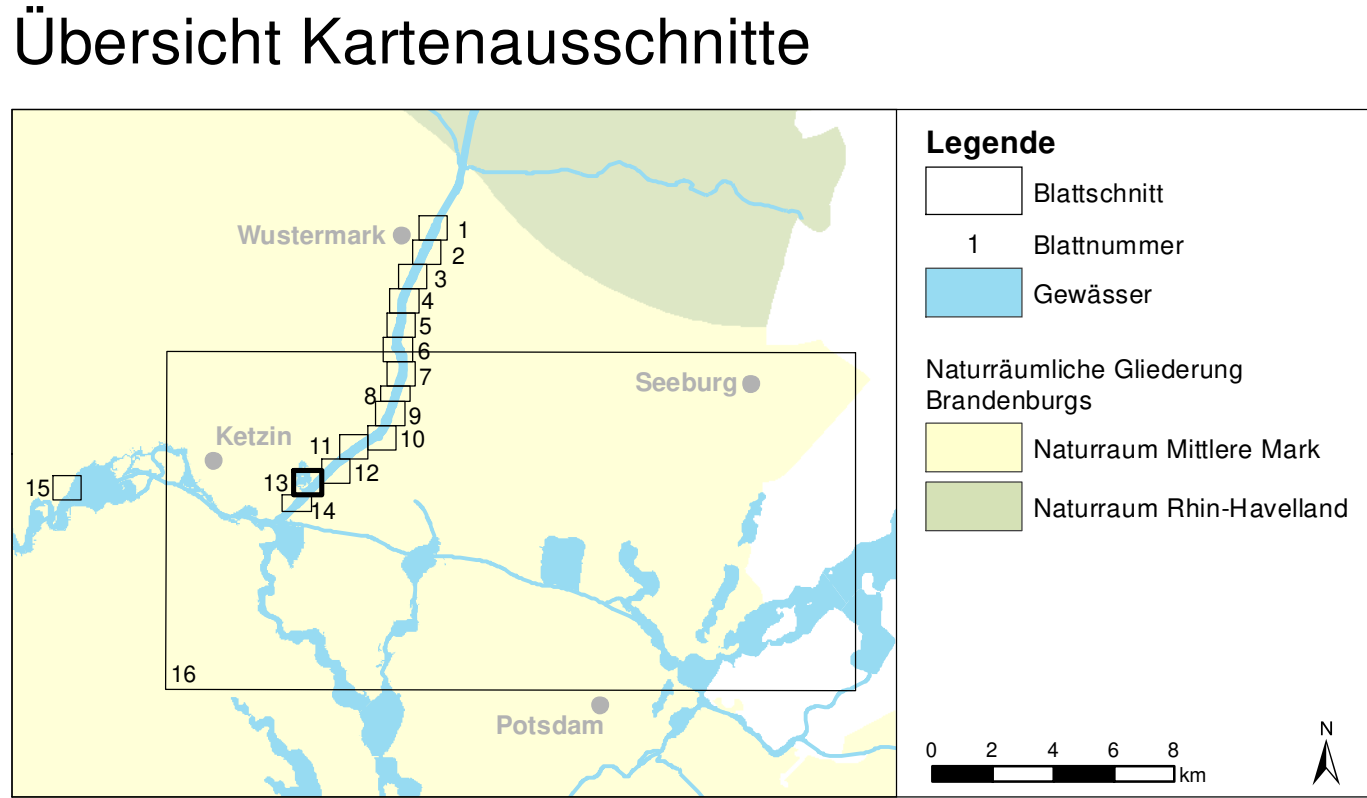 Übersicht Kartenausschnitte
Wustermark
1
2
3
4
5
6
7
Seeburg
8
9
10
Ketzin
11
12
13
14
15
16
Potsdam
Legende
Blattschnitt
1 Blattnummer
Gewässer
Naturräumliche Gliederung
Brandenburgs
Naturraum Mittlere Mark
Naturraum Rhin-Havelland
N
0 2 4 6 8
km